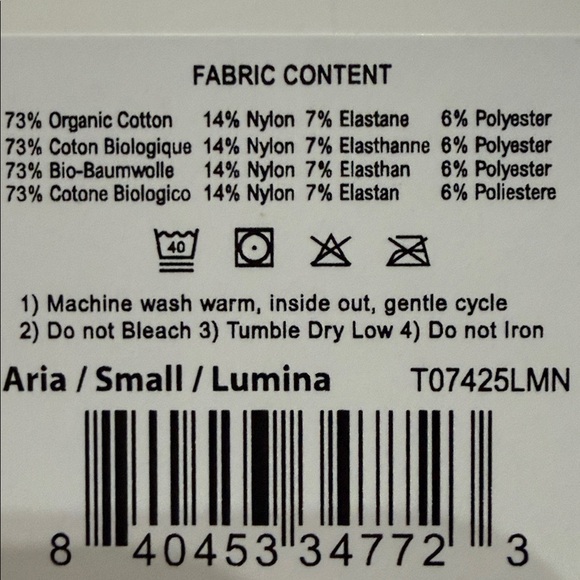 FABRIC CONTENT
73% Organic Cotton 14% Nylon 7% Elastane 6% Polyester
73% Coton Biologique 14% Nylon 7% Elasthanne 6% Polyester
73% Bio-Baumwolle 14% Nylon 7% Elasthan 6% Polyester
73% Cotone Biologico 14% Nylon 7% Elastan 6% Poliestere
40
1) Machine wash warm, inside out, gentle cycle
2) Do not Bleach 3) Tumble Dry Low 4) Do not Iron
Aria / Small / Lumina T07425LMN
8 40453 34772 3